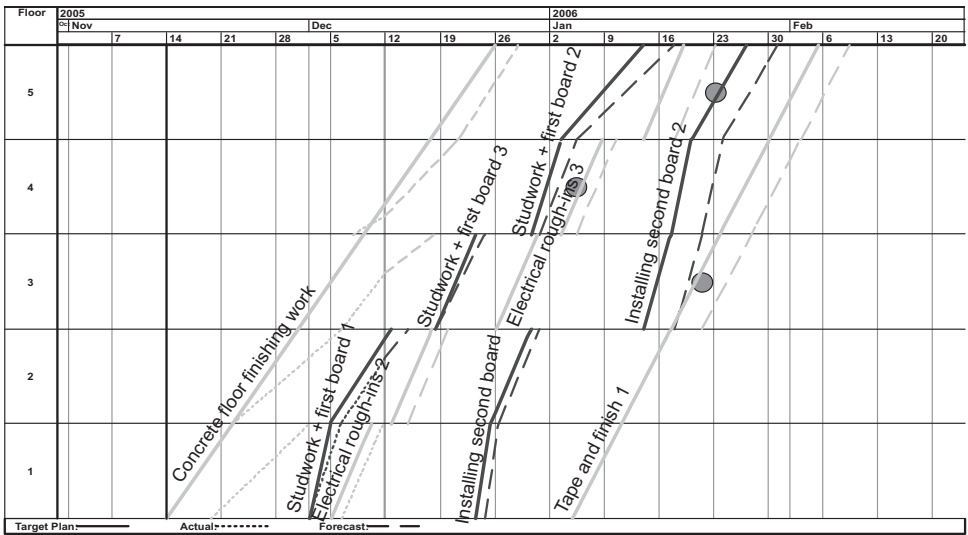 Floor 2005 2006
Oc Nov Dec Jan Feb
7 14 21 28 5 12 19 26 2 9 16 23 30 6 13 20
5
4
3
2
1
Concrete floor finishing work
Studwork + first board 1
Electrical rough-ins 2
Studwork + first board 3
Installing second board
Studwork + first board 2
Electrical rough-ins 3
Tape and finish 1
Installing second board 2
Target Plan: Actual: Forecast: